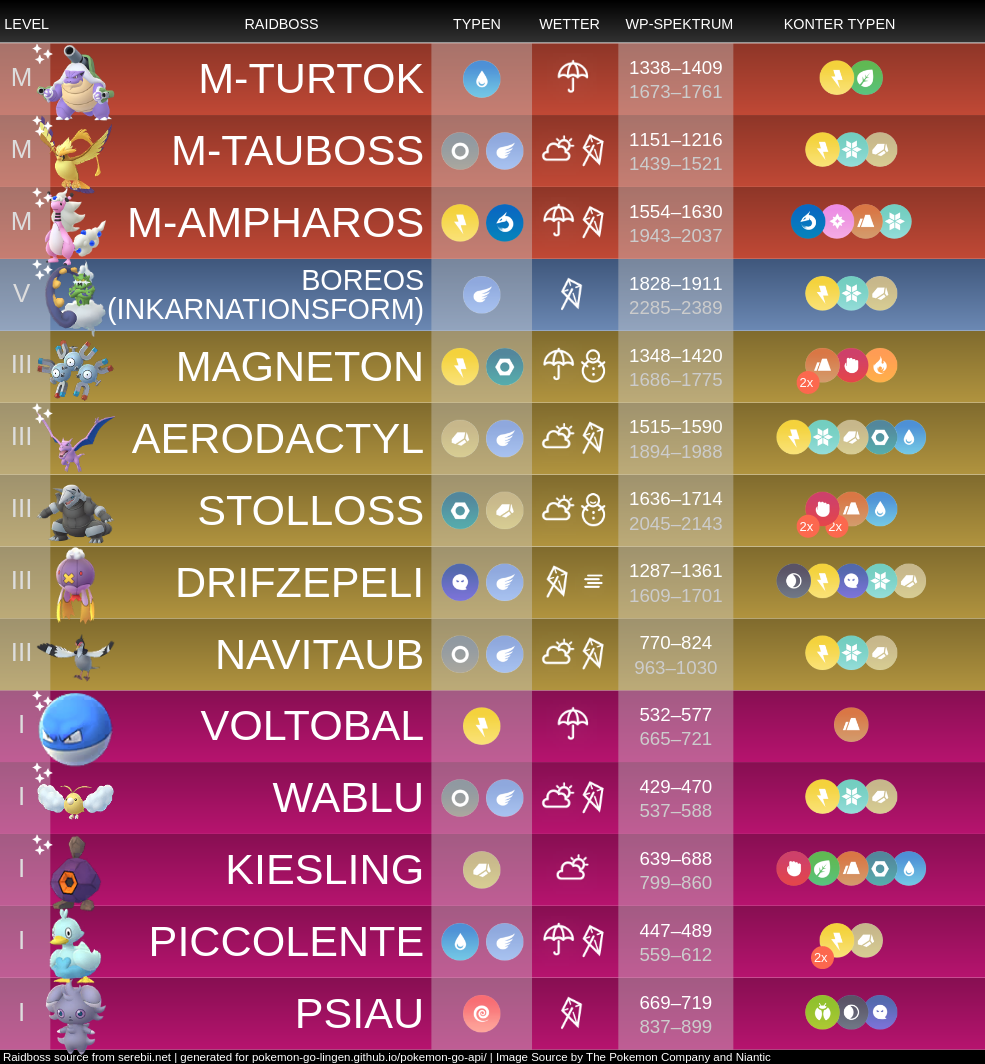 LEVEL RAIDBOSS TYPEN WETTER WP-SPEKTRUM KONTER TYPEN
M M-TURTOK 1338–1409
1673–1761
M M-TAUBOSS 1151–1216
1439–1521
M M-AMPHAROS 1554–1630
1943–2037
V BOREOS 1828–1911
(INKARNATIONSFORM) 2285–2389
III MAGNETON 1348–1420
1686–1775 2x
III AERODACTYL 1515–1590
1894–1988
III STOLLOSS 1636–1714
2045–2143 2x 2x
III DRIFZEPELI 1287–1361
1609–1701
III NAVITAUB 770–824
963–1030
I VOLTOBAL 532–577
665–721
I WABLU 429–470
537–588
I KIESLING 639–688
799–860
I PICCOLENTE 447–489
559–612 2x
I PSIAU 669–719
837–899
Raidboss source from serebii.net | generated for pokemon-go-lingen.github.io/pokemon-go-api/ | Image Source by The Pokemon Company and Niantic